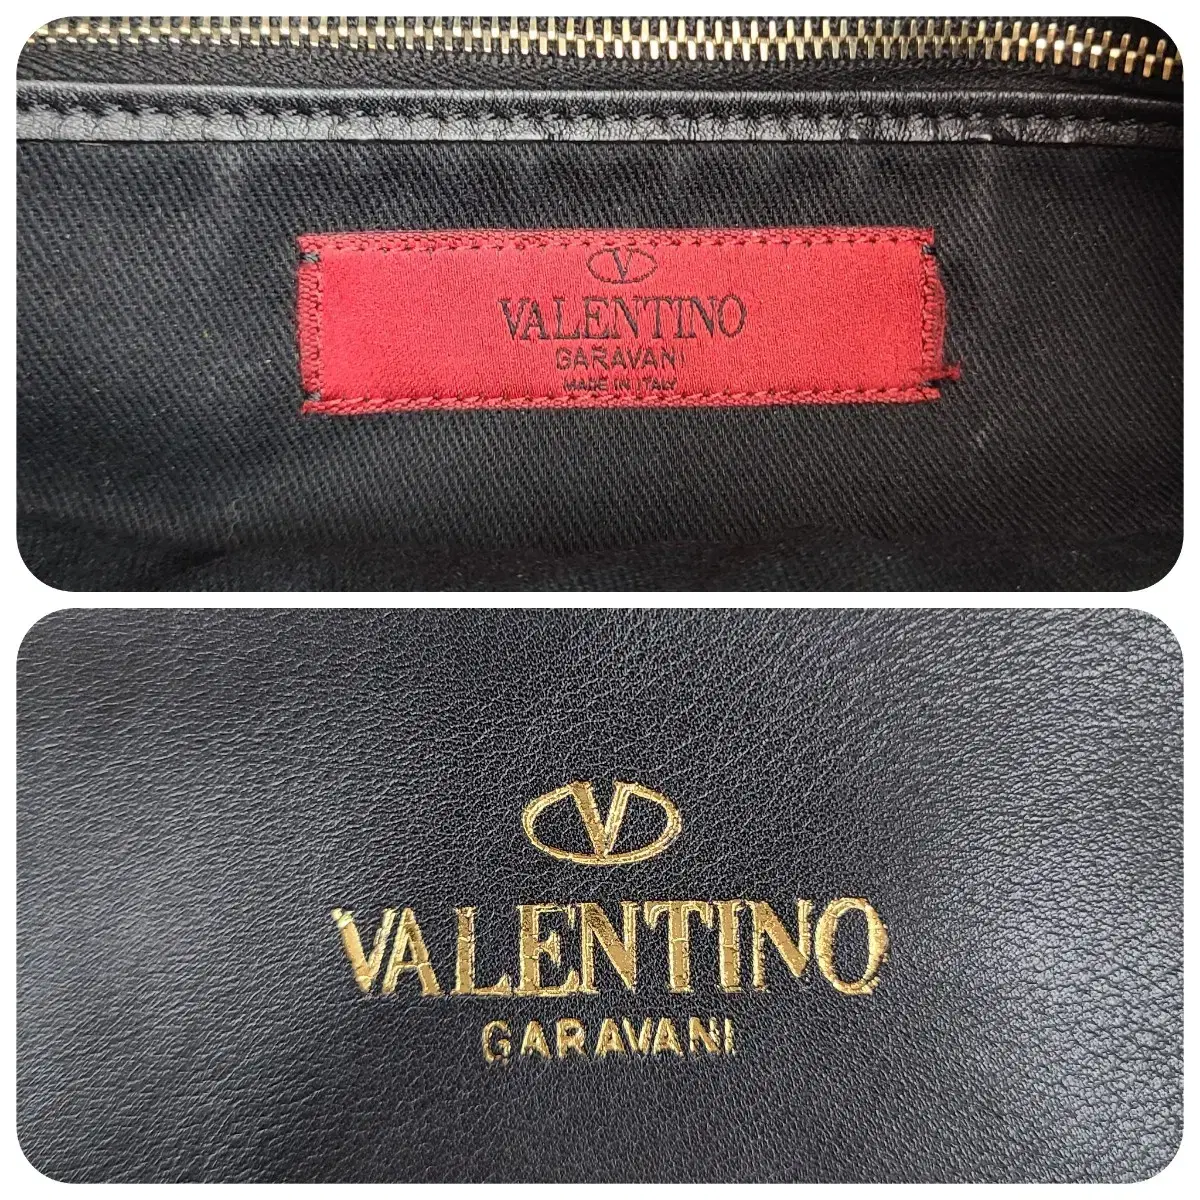 V
VALENTINO
GARAVANI
MADE IN ITALY
V
VALENTINO
GARAVANI